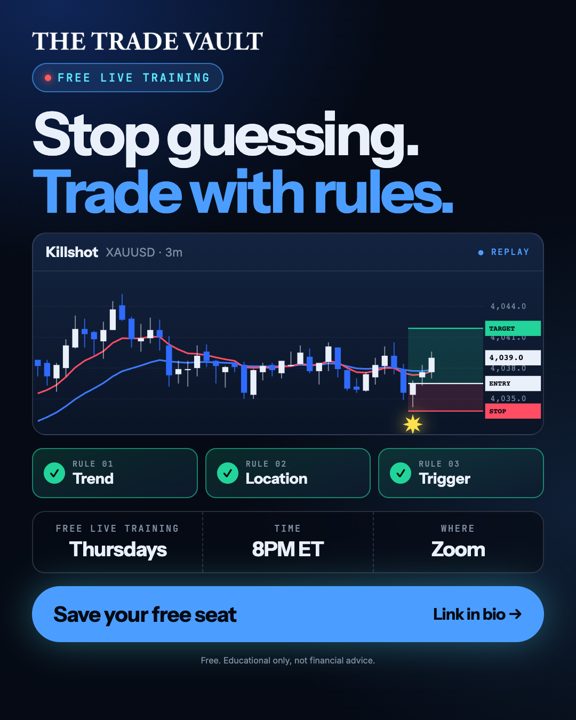 THE TRADE VAULT
FREE LIVE TRAINING
Stop guessing.
Trade with rules.
Killshot XAUUSD · 3m
REPLAY
4,044.0
TARGET
4,041.0
4,039.0
4,038.0
ENTRY
4,035.0
STOP
RULE 01
Trend
RULE 02
Location
RULE 03
Trigger
FREE LIVE TRAINING
Thursdays
TIME
8PM ET
WHERE
Zoom
Save your free seat
Link in bio →
Free. Educational only, not financial advice.